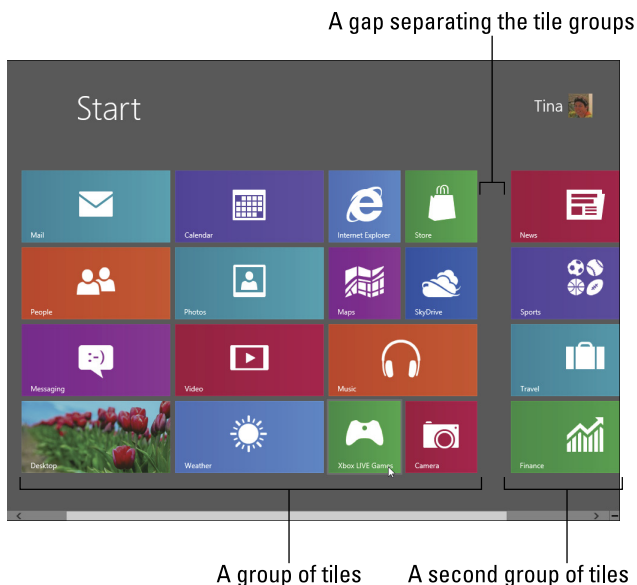 A gap separating the tile groups
Start
Tina
Mail
Calendar
Internet Explorer
Store
News
People
Photos
Maps
SkyDrive
Sports
Messaging
:-)
Video
Music
Travel
Desktop
Weather
Xbox LIVE Games
Camera
Finance
A group of tiles
A second group of tiles